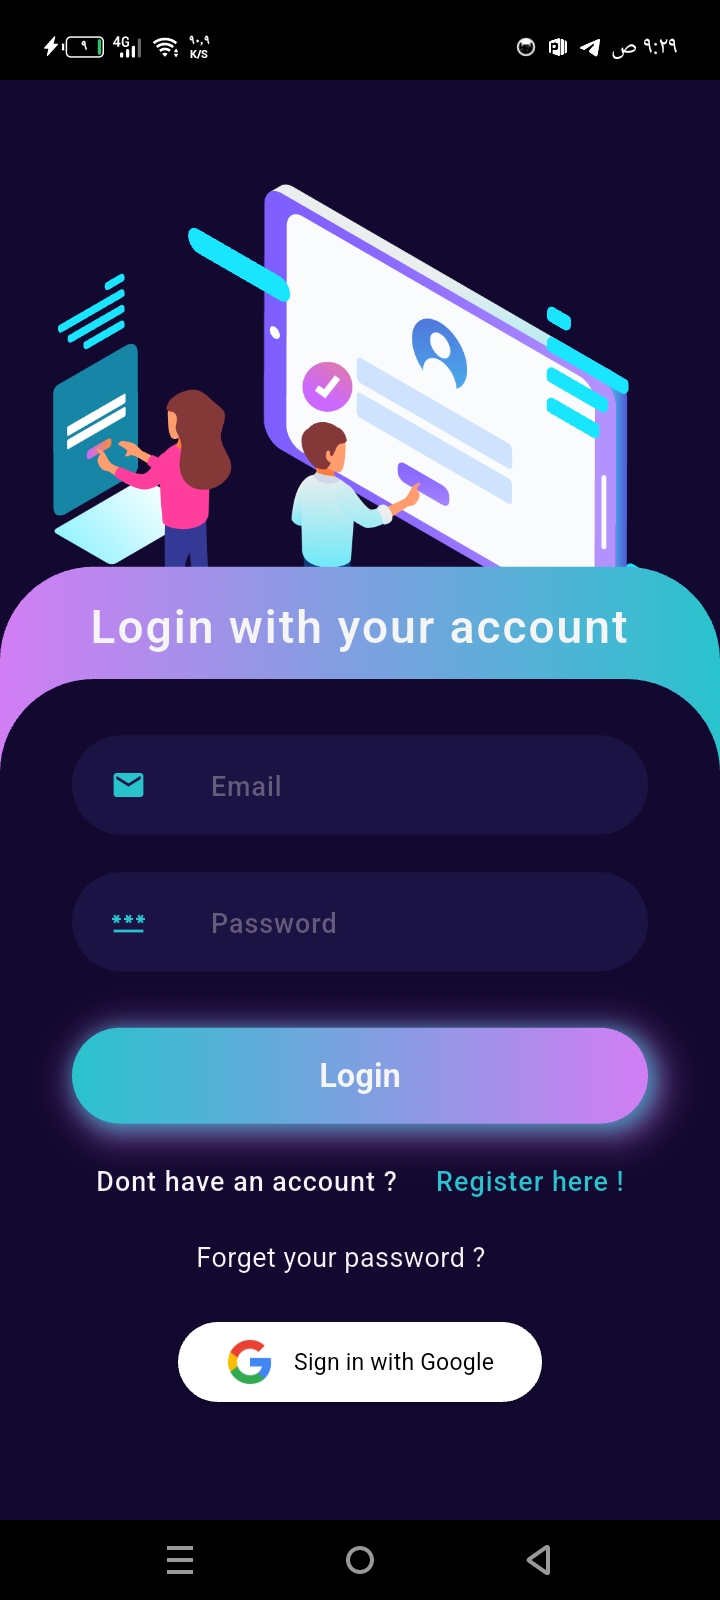 ٩ 4G ٩٠,٩ K/S ٩:٢٩ ص
Login with your account
Email
***
Password
Login
Dont have an account ? Register here !
Forget your password ?
Sign in with Google